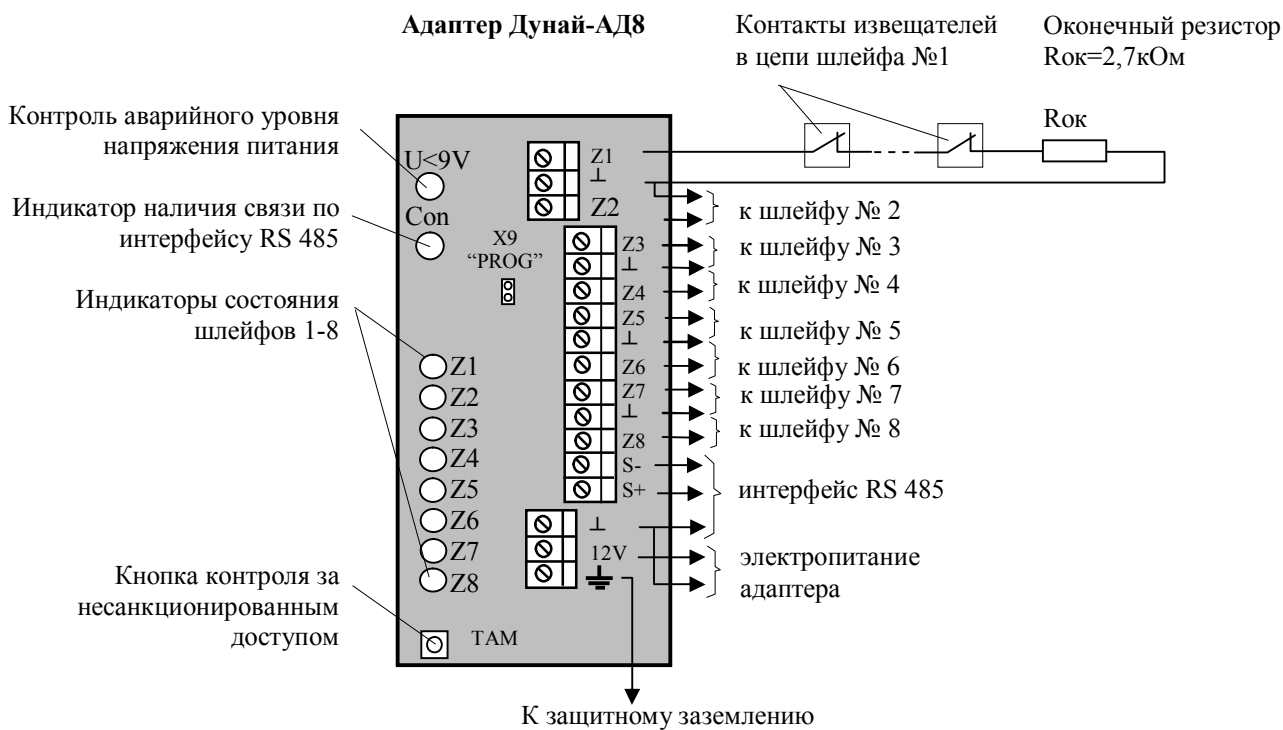 Адаптер Дунай-АД8
Контакты извещателей
в цепи шлейфа №1
Оконечный резистор
Rок=2,7кОм
Контроль аварийного уровня
напряжения питания
Индикатор наличия связи по
интерфейсу RS 485
Индикаторы состояния
шлейфов 1-8
Кнопка контроля за
несанкционированным
доступом
U<9V
Con
X9
“PROG”
Z1
Z2
Z3
Z4
Z5
Z6
Z7
Z8
TAM
Z1
⊥
Z2
Z3
⊥
Z4
Z5
⊥
Z6
Z7
⊥
Z8
S-
S+
⊥
12V
Rок
к шлейфу № 2
к шлейфу № 3
к шлейфу № 4
к шлейфу № 5
к шлейфу № 6
к шлейфу № 7
к шлейфу № 8
интерфейс RS 485
электропитание
адаптера
К защитному заземлению